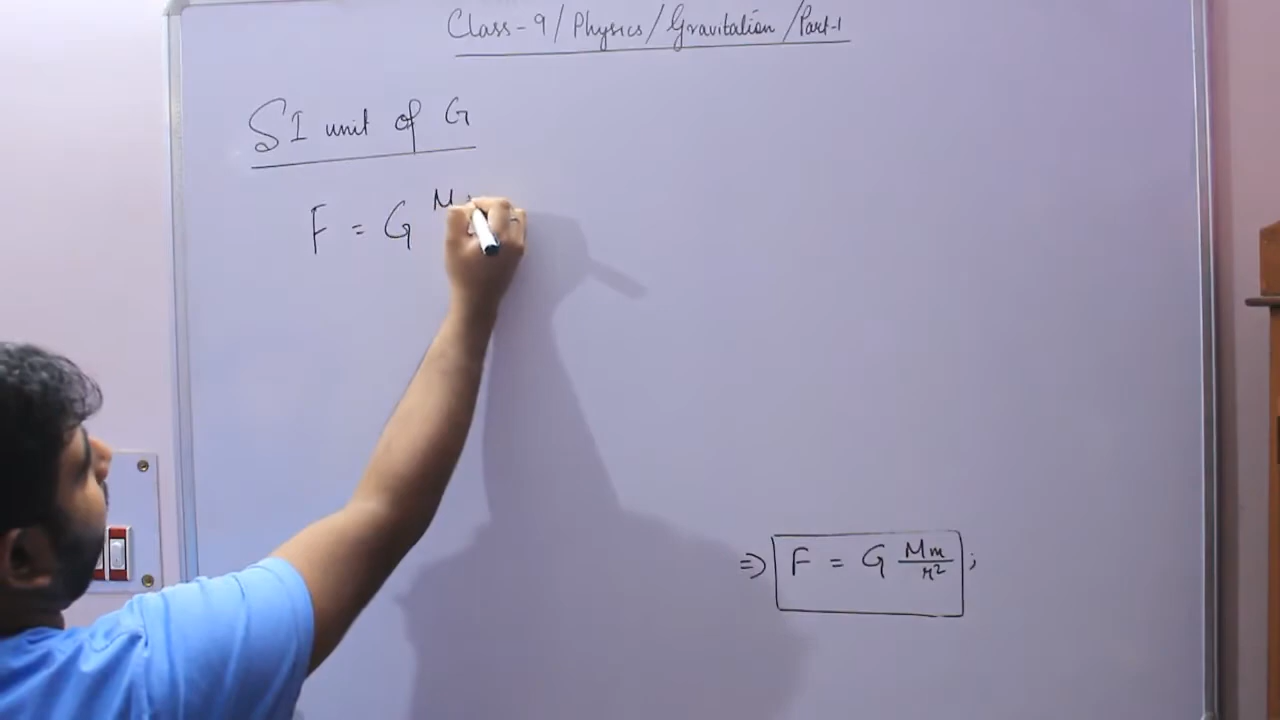 Class-9/Physics/Gravitation/Part-1
SI unit of G
F = G M
⇒ F = G Mm/r² ;